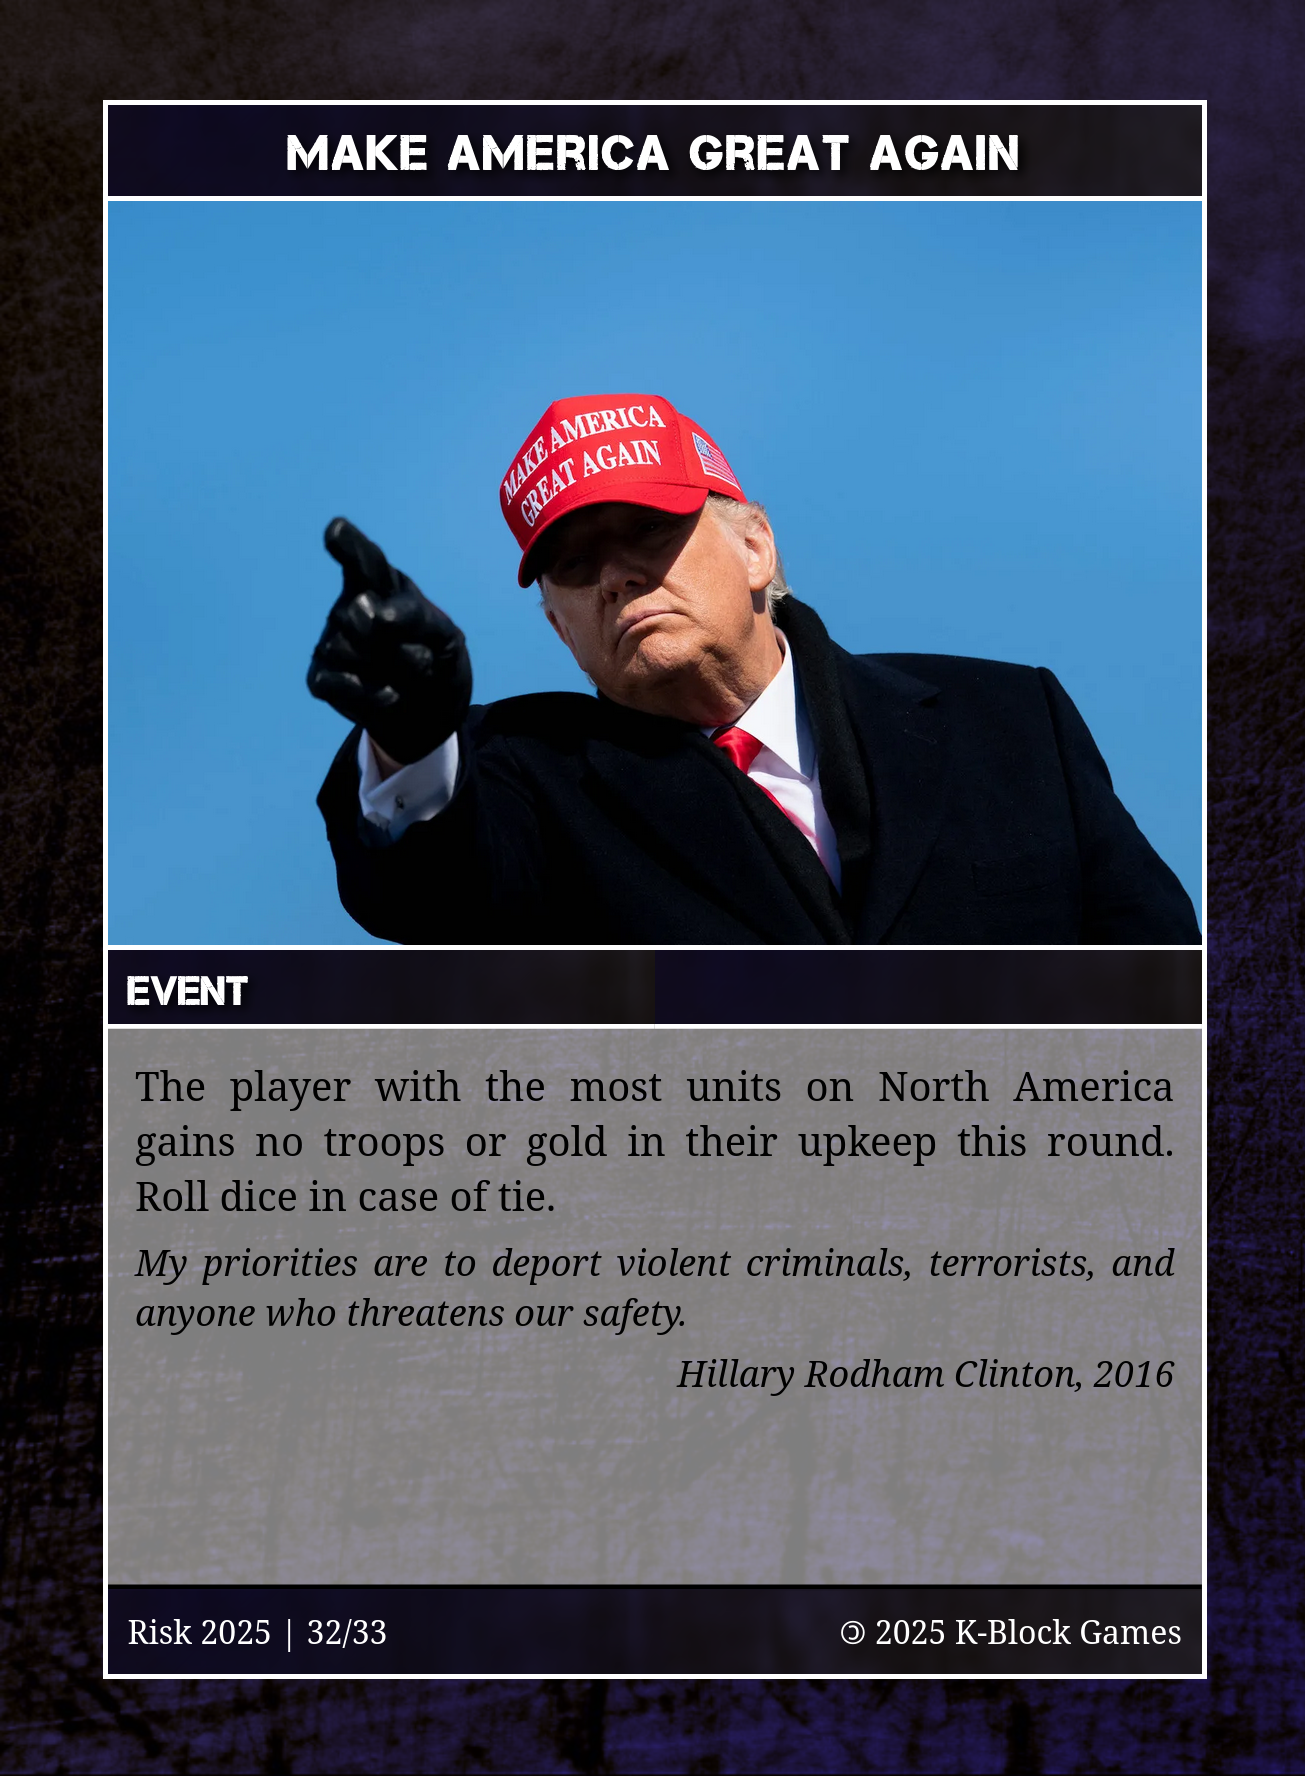 MAKE AMERICA GREAT AGAIN
MAKE AMERICA
GREAT AGAIN
EVENT
The player with the most units on North America
gains no troops or gold in their upkeep this round.
Roll dice in case of tie.
My priorities are to deport violent criminals, terrorists, and
anyone who threatens our safety.
Hillary Rodham Clinton, 2016
Risk 2025 | 32/33
🄯 2025 K-Block Games